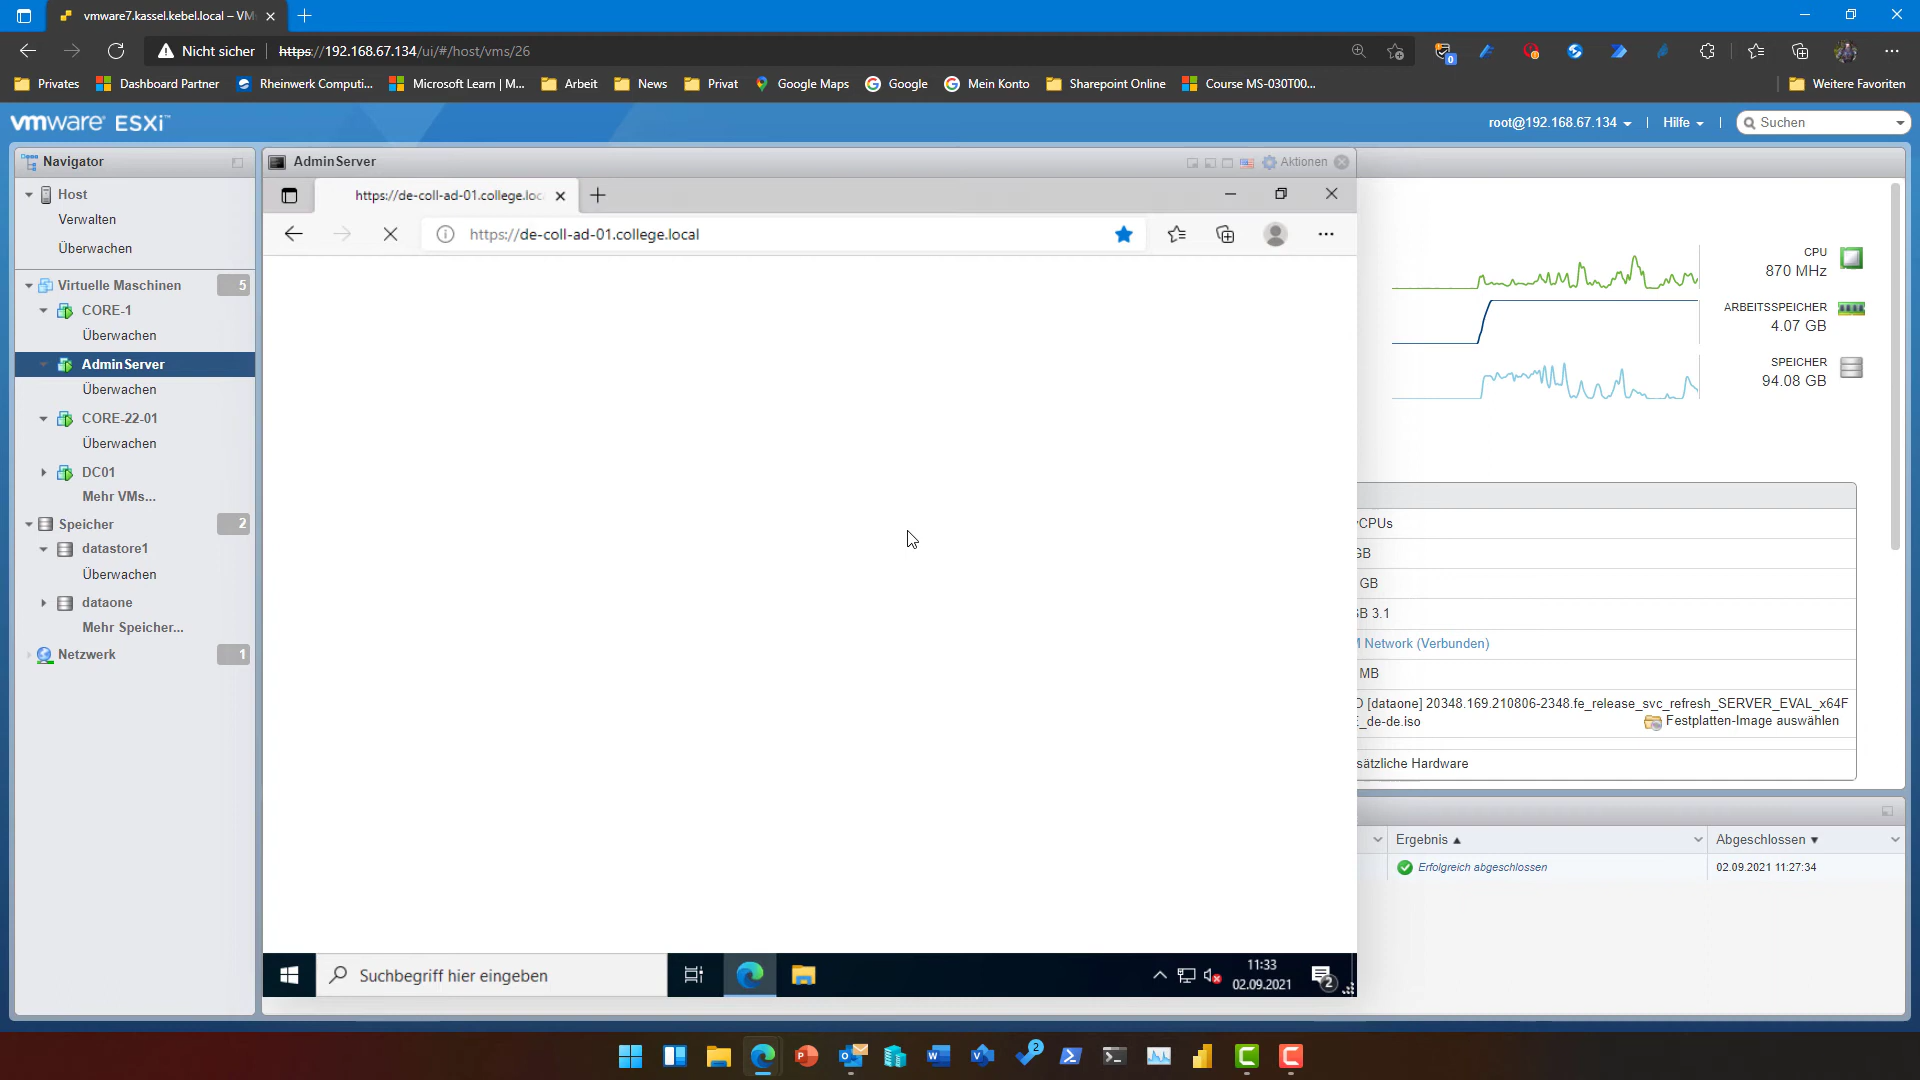 vmware7.kassel.kebel.local – VM
Nicht sicher
https://192.168.67.134/ui/#/host/vms/26
0
Privates
Dashboard Partner
Rheinwerk Computi...
Microsoft Learn | M...
Arbeit
News
Privat
Google Maps
Google
Mein Konto
Sharepoint Online
Course MS-030T00...
Weitere Favoriten
vmware ESXi™
root@192.168.67.134
Hilfe
Suchen
Navigator
Host
Verwalten
Überwachen
Virtuelle Maschinen 5
CORE-1
Überwachen
AdminServer
Überwachen
CORE-22-01
Überwachen
DC01
Mehr VMs...
Speicher 2
datastore1
Überwachen
dataone
Mehr Speicher...
Netzwerk 1
AdminServer
Aktionen
https://de-coll-ad-01.college.loc
https://de-coll-ad-01.college.local
Suchbegriff hier eingeben
11:33
02.09.2021
2
CPU
870 MHz
ARBEITSSPEICHER
4.07 GB
SPEICHER
94.08 GB
CPUs
GB
GB
SB 3.1
Network (Verbunden)
MB
D [dataone] 20348.169.210806-2348.fe_release_svc_refresh_SERVER_EVAL_x64F
E_de-de.iso
Festplatten-Image auswählen
sätzliche Hardware
Ergebnis
Abgeschlossen
Erfolgreich abgeschlossen
02.09.2021 11:27:34
2